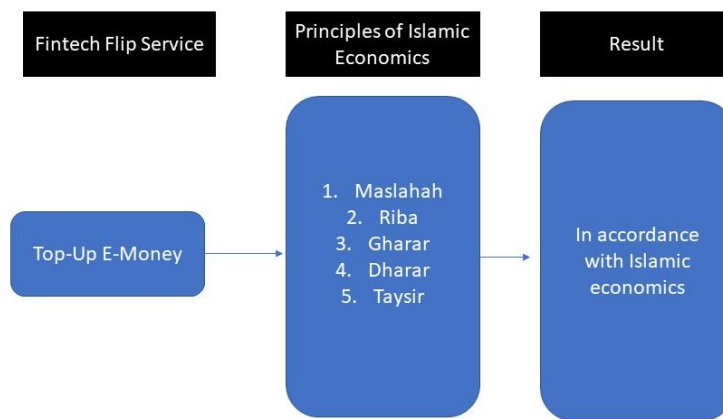 Fintech Flip Service
Principles of Islamic
Economics
Result
Top-Up E-Money
1. Maslahah
2. Riba
3. Gharar
4. Dharar
5. Taysir
In accordance
with Islamic
economics